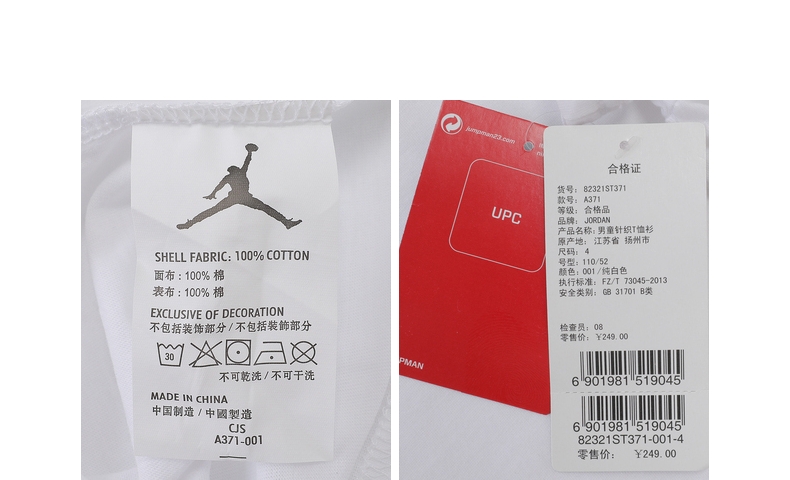 SHELL FABRIC: 100% COTTON
面布: 100% 棉
表布: 100% 棉
EXCLUSIVE OF DECORATION
不包括装饰部分 / 不包括裝飾部分
30
不可乾洗 / 不可干洗
MADE IN CHINA
中国制造 / 中國製造
CJS
A371-001
jumpman23.com
UPC
PMAN
合格证
货号: 82321ST371
款号: A371
等级: 合格品
品牌: JORDAN
产品名称: 男童针织T恤衫
原产地: 江苏省 扬州市
尺码: 4
号型: 110/52
颜色: 001/纯白色
执行标准: FZ/T 73045-2013
安全类别: GB 31701 B类
检查员: 08
零售价: ¥249.00
6 901981 519045
6 901981 519045
82321ST371-001-4
零售价: ¥249.00